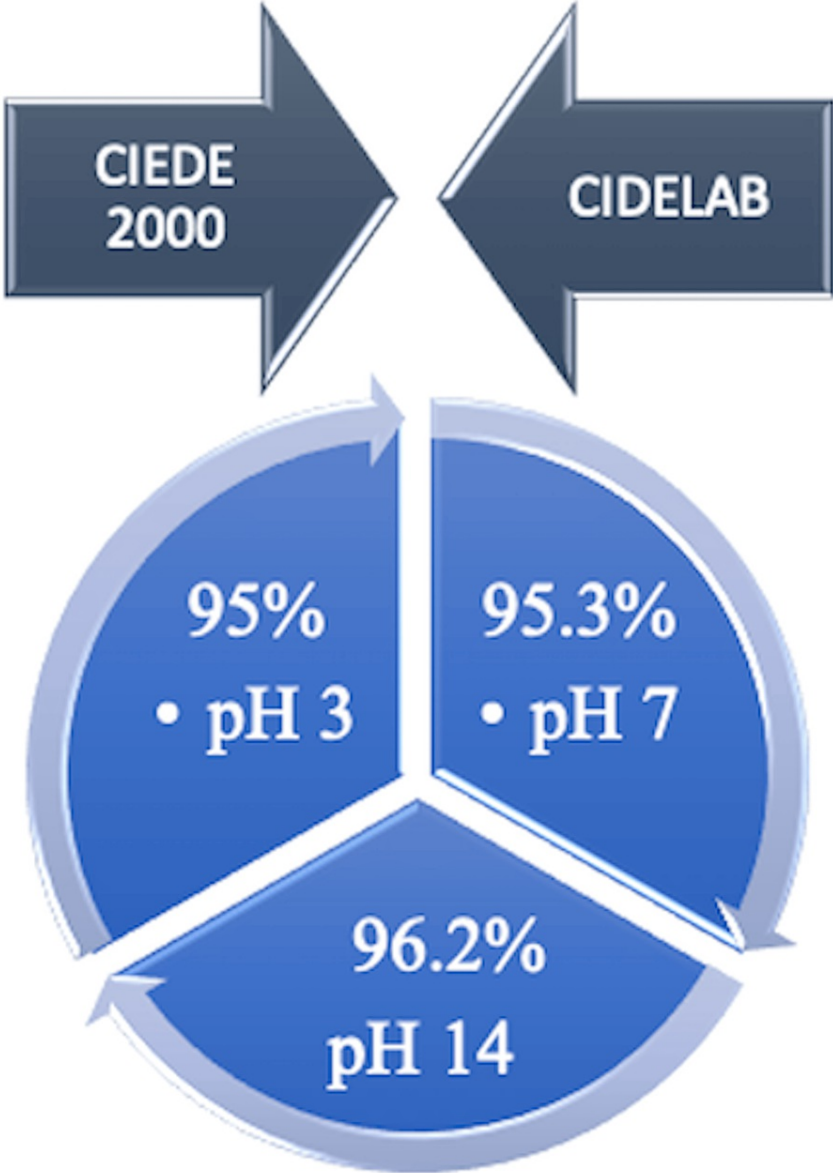 CIEDE
2000
CIDELAB
95%
• pH 3
95.3%
• pH 7
96.2%
pH 14